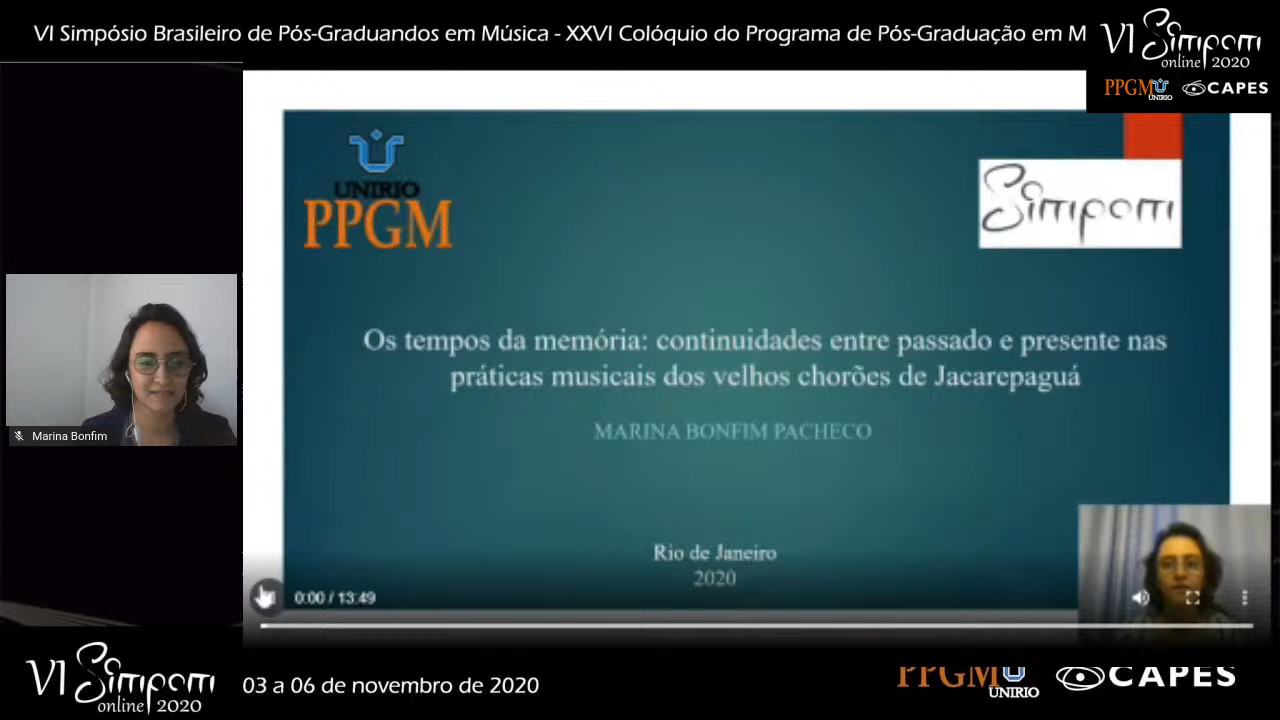 VI Simpósio Brasileiro de Pós-Graduandos em Música - XXVI Colóquio do Programa de Pós-Graduação em M
VI Simpom
online 2020
PPGM UNIRIO CAPES
UNIRIO
PPGM
Simpom
Os tempos da memória: continuidades entre passado e presente nas
práticas musicais dos velhos chorões de Jacarepaguá
MARINA BONFIM PACHECO
Marina Bonfim
Rio de Janeiro
2020
0:00 / 13:49
VI Simpom
online 2020
03 a 06 de novembro de 2020
PPGM UNIRIO CAPES